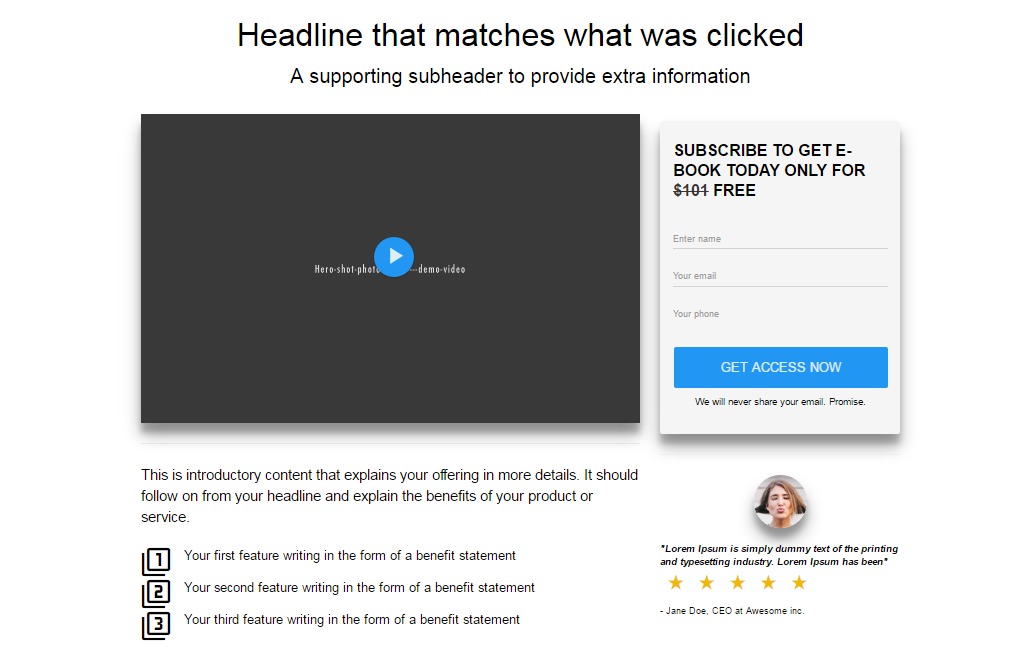 Headline that matches what was clicked
A supporting subheader to provide extra information
Hero-shot-photo ---demo-video
SUBSCRIBE TO GET E-
BOOK TODAY ONLY FOR
$101 FREE
Enter name
Your email
Your phone
GET ACCESS NOW
We will never share your email. Promise.
This is introductory content that explains your offering in more details. It should
follow on from your headline and explain the benefits of your product or
service.
1 Your first feature writing in the form of a benefit statement
2 Your second feature writing in the form of a benefit statement
3 Your third feature writing in the form of a benefit statement
"Lorem Ipsum is simply dummy text of the printing
and typesetting industry. Lorem Ipsum has been"
- Jane Doe, CEO at Awesome inc.